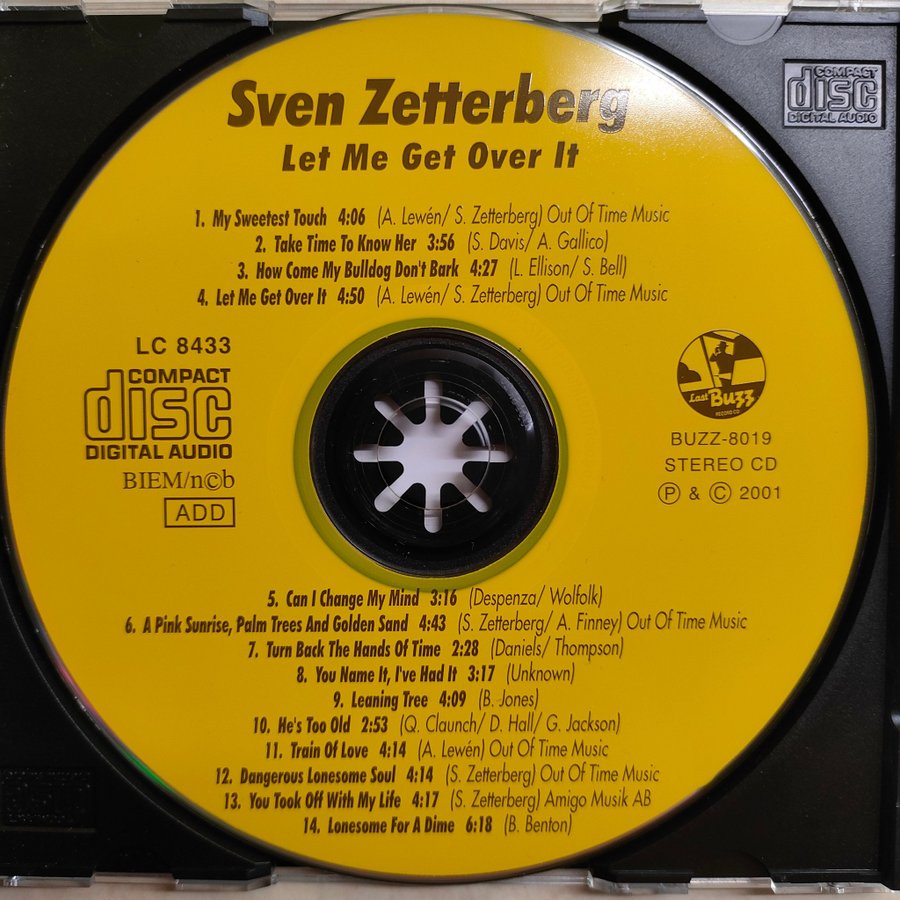 Sven Zetterberg
Let Me Get Over It
1. My Sweetest Touch 4:06 (A. Lewén/ S. Zetterberg) Out Of Time Music
2. Take Time To Know Her 3:56 (S. Davis/ A. Gallico)
3. How Come My Bulldog Don't Bark 4:27 (L. Ellison/ S. Bell)
4. Let Me Get Over It 4:50 (A. Lewén/ S. Zetterberg) Out Of Time Music
LC 8433
COMPACT
disc
DIGITAL AUDIO
BIEM/n©b
ADD
Last Buzz
RECORD CD
BUZZ-8019
STEREO CD
Ⓟ & Ⓒ 2001
5. Can I Change My Mind 3:16 (Despenza/ Wolfolk)
6. A Pink Sunrise, Palm Trees And Golden Sand 4:43 (S. Zetterberg/ A. Finney) Out Of Time Music
7. Turn Back The Hands Of Time 2:28 (Daniels/ Thompson)
8. You Name It, I've Had It 3:17 (Unknown)
9. Leaning Tree 4:09 (B. Jones)
10. He's Too Old 2:53 (Q. Claunch/ D. Hall/ G. Jackson)
11. Train Of Love 4:14 (A. Lewén) Out Of Time Music
12. Dangerous Lonesome Soul 4:14 (S. Zetterberg) Out Of Time Music
13. You Took Off With My Life 4:17 (S. Zetterberg) Amigo Musik AB
14. Lonesome For A Dime 6:18 (B. Benton)
COMPACT
disc
DIGITAL AUDIO